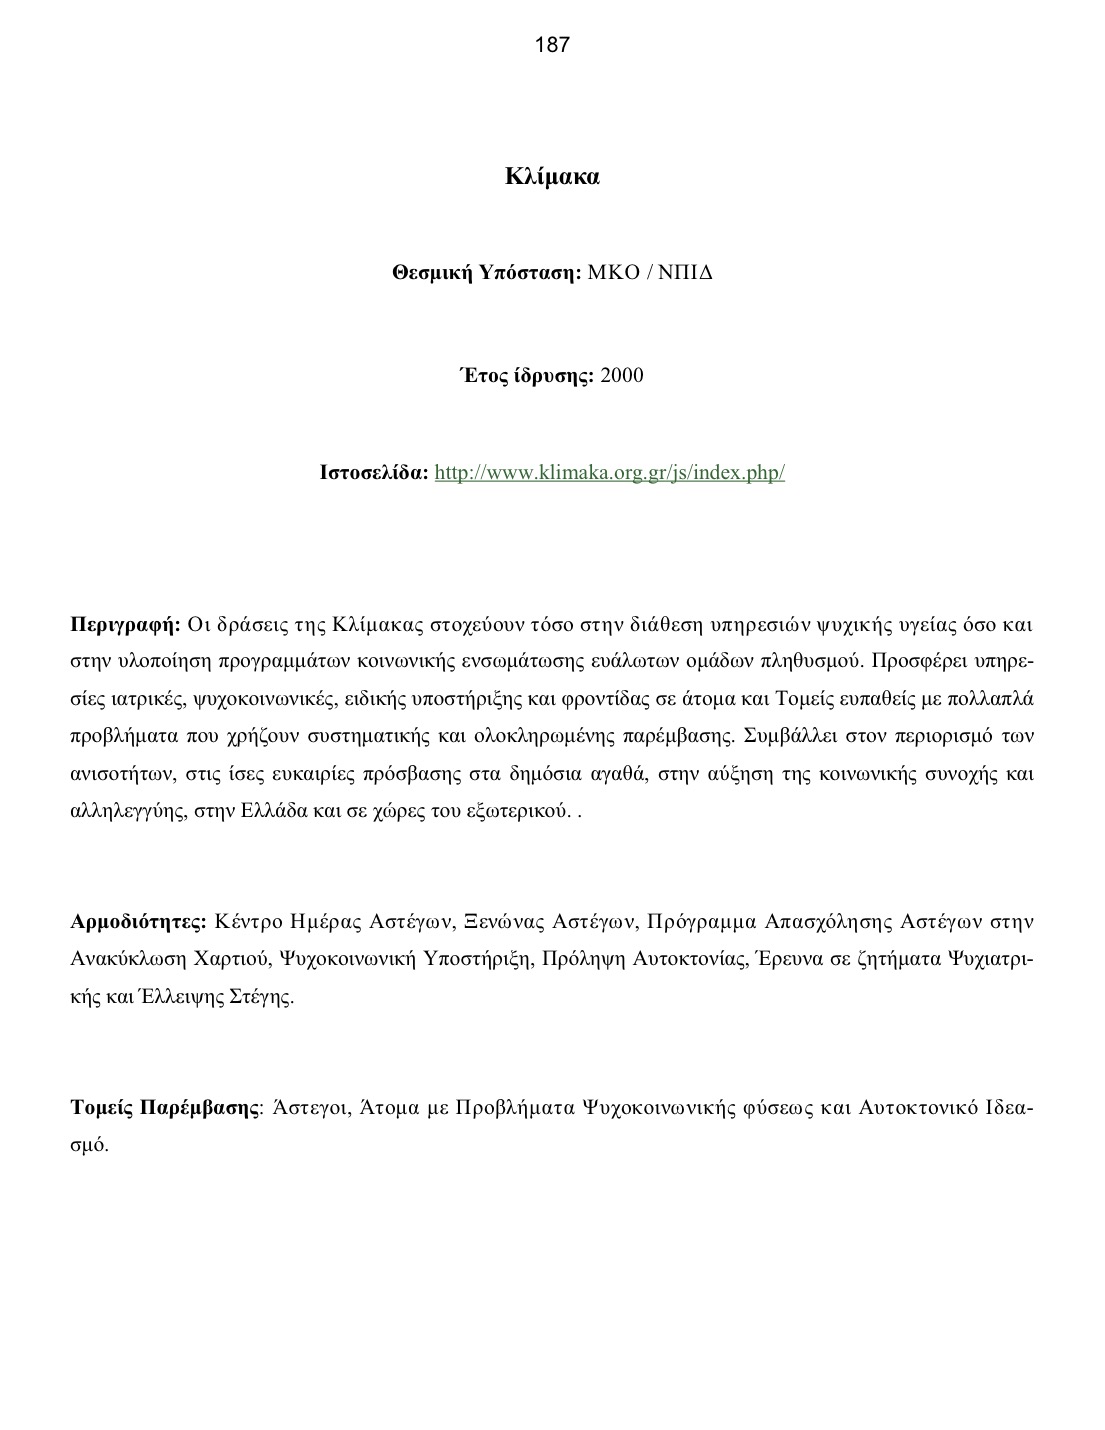 187
Κλίμακα
Θεσμική Υπόσταση: ΜΚΟ / ΝΠΙΔ
Έτος ίδρυσης: 2000
Ιστοσελίδα: http://www.klimaka.org.gr/js/index.php/
Περιγραφή: Οι δράσεις της Κλίμακας στοχεύουν τόσο στην διάθεση υπηρεσιών ψυχικής υγείας όσο και
στην υλοποίηση προγραμμάτων κοινωνικής ενσωμάτωσης ευάλωτων ομάδων πληθυσμού. Προσφέρει υπηρε-
σίες ιατρικές, ψυχοκοινωνικές, ειδικής υποστήριξης και φροντίδας σε άτομα και Τομείς ευπαθείς με πολλαπλά
προβλήματα που χρήζουν συστηματικής και ολοκληρωμένης παρέμβασης. Συμβάλλει στον περιορισμό των
ανισοτήτων, στις ίσες ευκαιρίες πρόσβασης στα δημόσια αγαθά, στην αύξηση της κοινωνικής συνοχής και
αλληλεγγύης, στην Ελλάδα και σε χώρες του εξωτερικού. .
Αρμοδιότητες: Κέντρο Ημέρας Αστέγων, Ξενώνας Αστέγων, Πρόγραμμα Απασχόλησης Αστέγων στην
Ανακύκλωση Χαρτιού, Ψυχοκοινωνική Υποστήριξη, Πρόληψη Αυτοκτονίας, Έρευνα σε ζητήματα Ψυχιατρι-
κής και Έλλειψης Στέγης.
Τομείς Παρέμβασης: Άστεγοι, Άτομα με Προβλήματα Ψυχοκοινωνικής φύσεως και Αυτοκτονικό Ιδεα-
σμό.